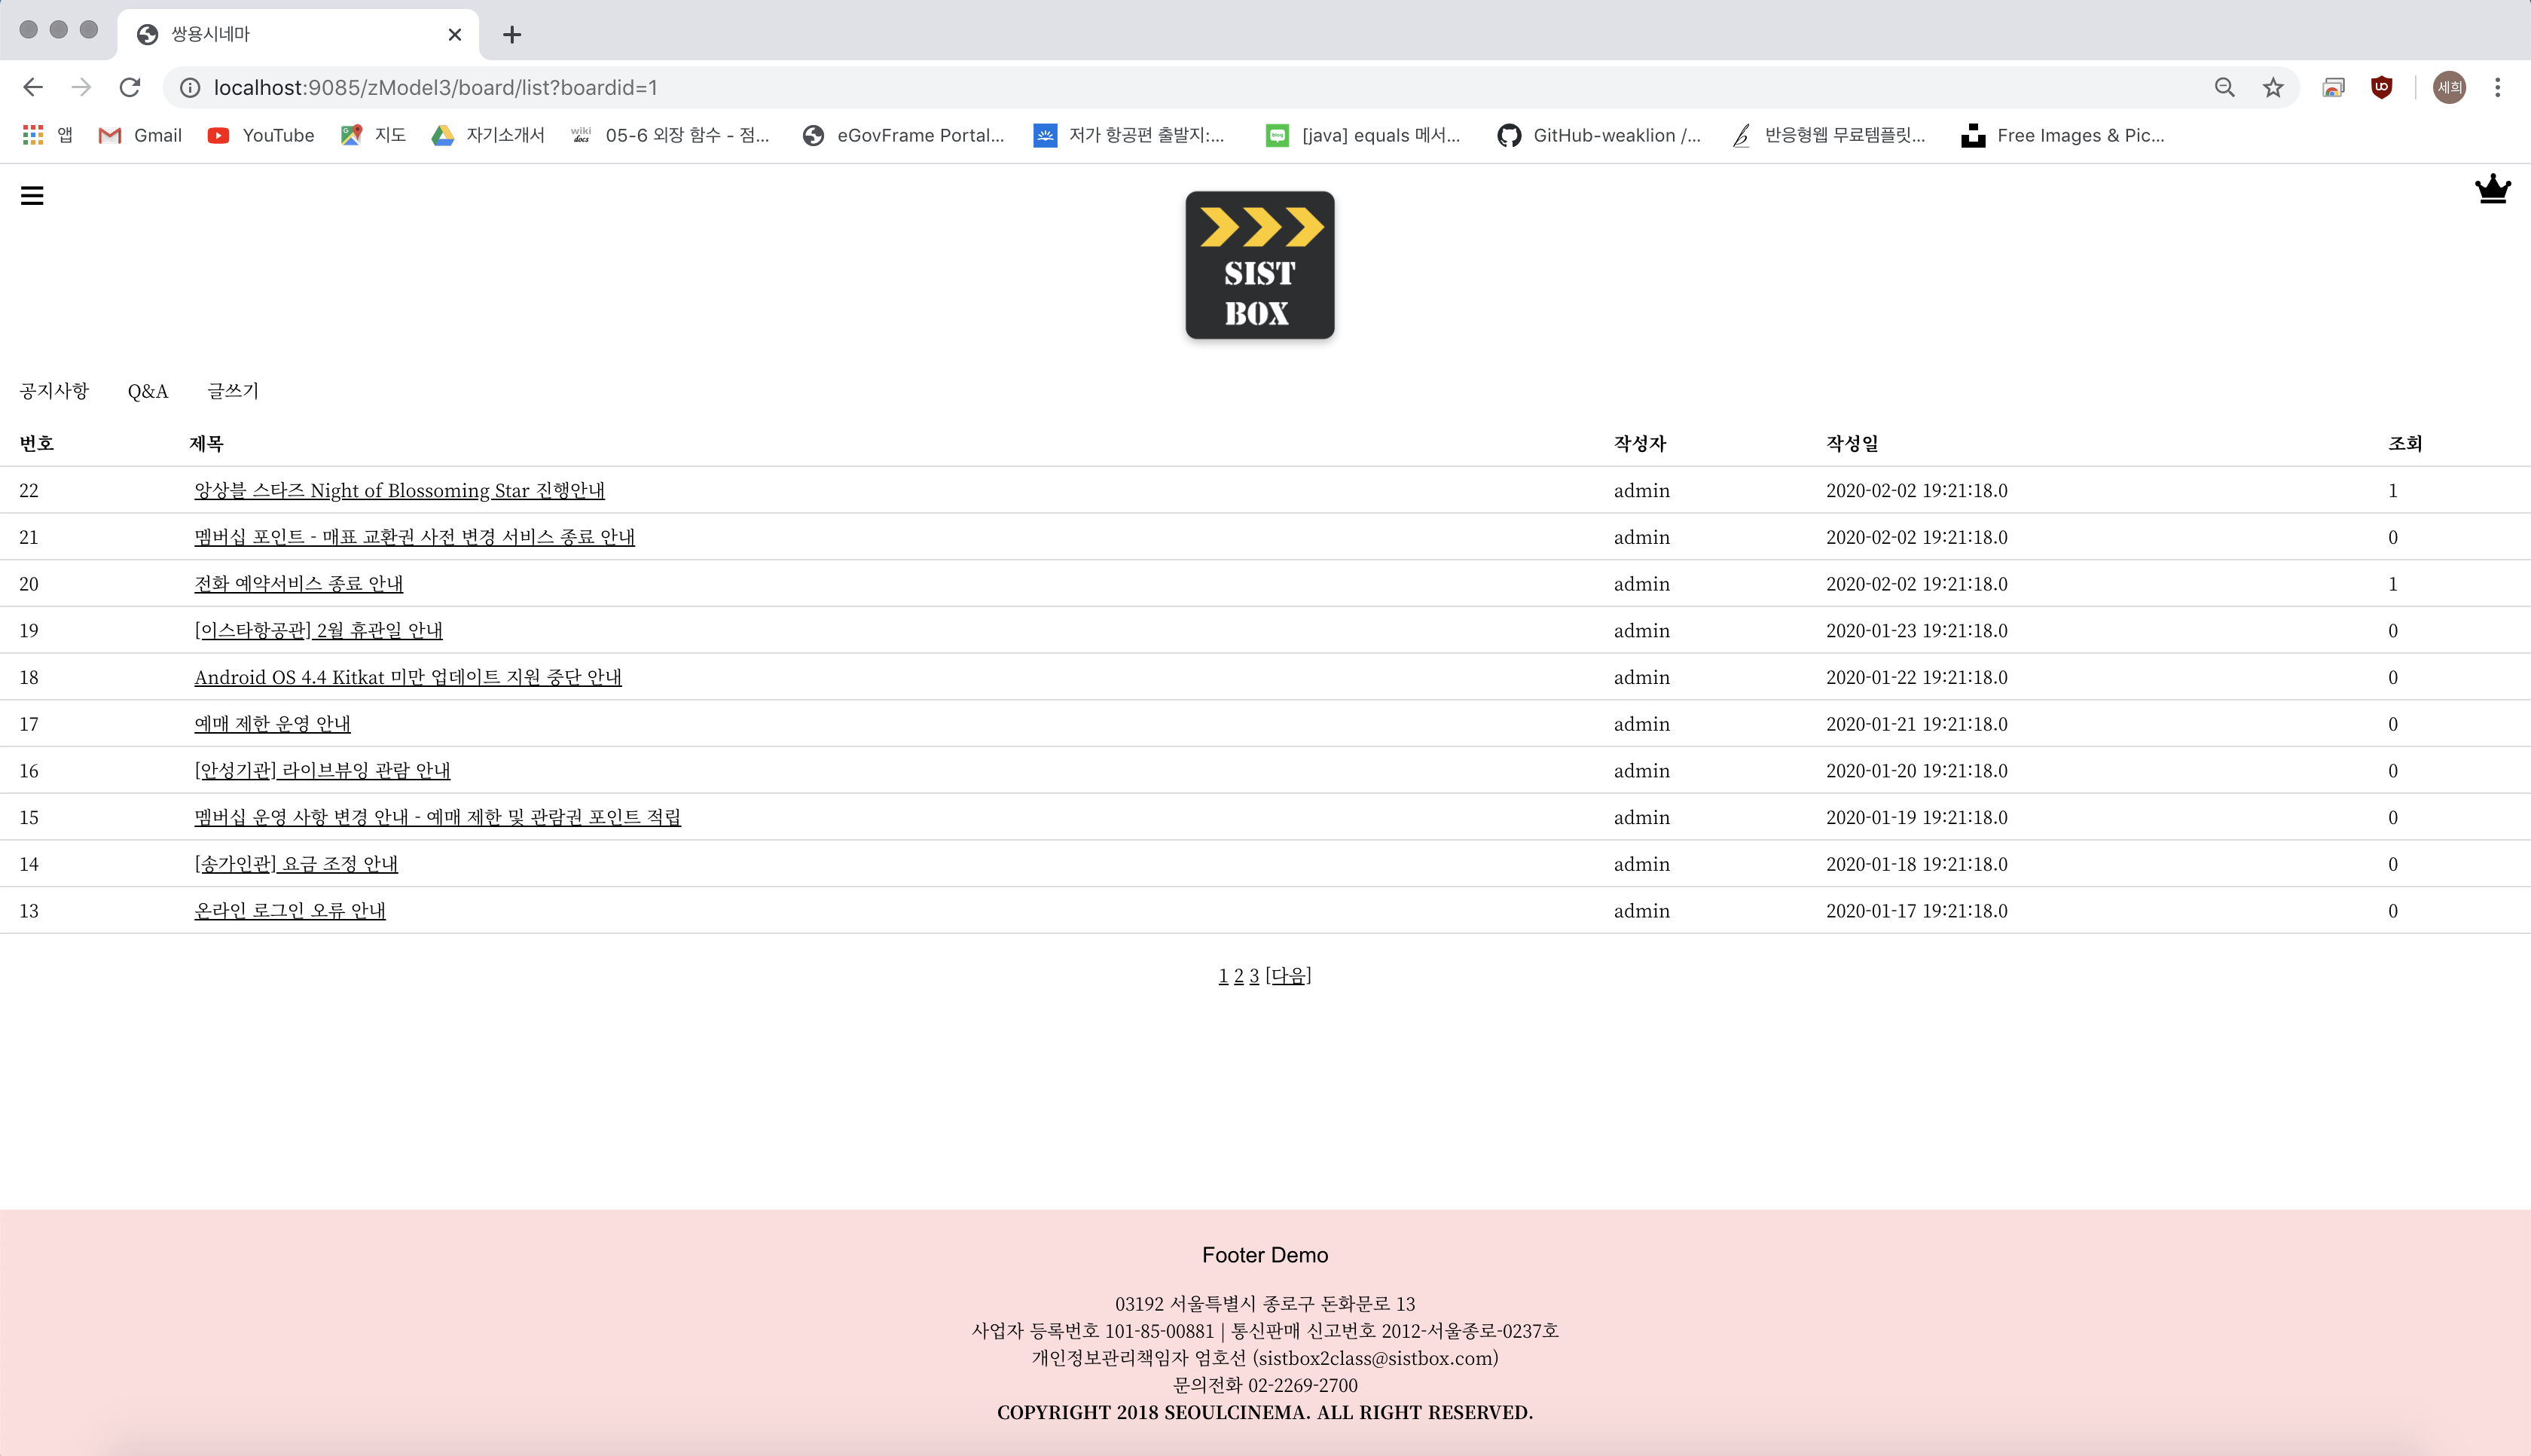 쌍용시네마
localhost:9085/zModel3/board/list?boardid=1
세희
앱 Gmail YouTube 지도 자기소개서 wiki docs 05-6 외장 함수 - 점... eGovFrame Portal... 저가 항공편 출발지:... [java] equals 메서... GitHub-weaklion /... 반응형웹 무료템플릿... Free Images & Pic...
SIST
BOX
공지사항 Q&A 글쓰기
번호 제목 작성자 작성일 조회
22 앙상블 스타즈 Night of Blossoming Star 진행안내 admin 2020-02-02 19:21:18.0 1
21 멤버십 포인트 - 매표 교환권 사전 변경 서비스 종료 안내 admin 2020-02-02 19:21:18.0 0
20 전화 예약서비스 종료 안내 admin 2020-02-02 19:21:18.0 1
19 [이스타항공관] 2월 휴관일 안내 admin 2020-01-23 19:21:18.0 0
18 Android OS 4.4 Kitkat 미만 업데이트 지원 중단 안내 admin 2020-01-22 19:21:18.0 0
17 예매 제한 운영 안내 admin 2020-01-21 19:21:18.0 0
16 [안성기관] 라이브뷰잉 관람 안내 admin 2020-01-20 19:21:18.0 0
15 멤버십 운영 사항 변경 안내 - 예매 제한 및 관람권 포인트 적립 admin 2020-01-19 19:21:18.0 0
14 [송가인관] 요금 조정 안내 admin 2020-01-18 19:21:18.0 0
13 온라인 로그인 오류 안내 admin 2020-01-17 19:21:18.0 0
1 2 3 [다음]
Footer Demo
03192 서울특별시 종로구 돈화문로 13
사업자 등록번호 101-85-00881 | 통신판매 신고번호 2012-서울종로-0237호
개인정보관리책임자 엄호선 (sistbox2class@sistbox.com)
문의전화 02-2269-2700
COPYRIGHT 2018 SEOULCINEMA. ALL RIGHT RESERVED.